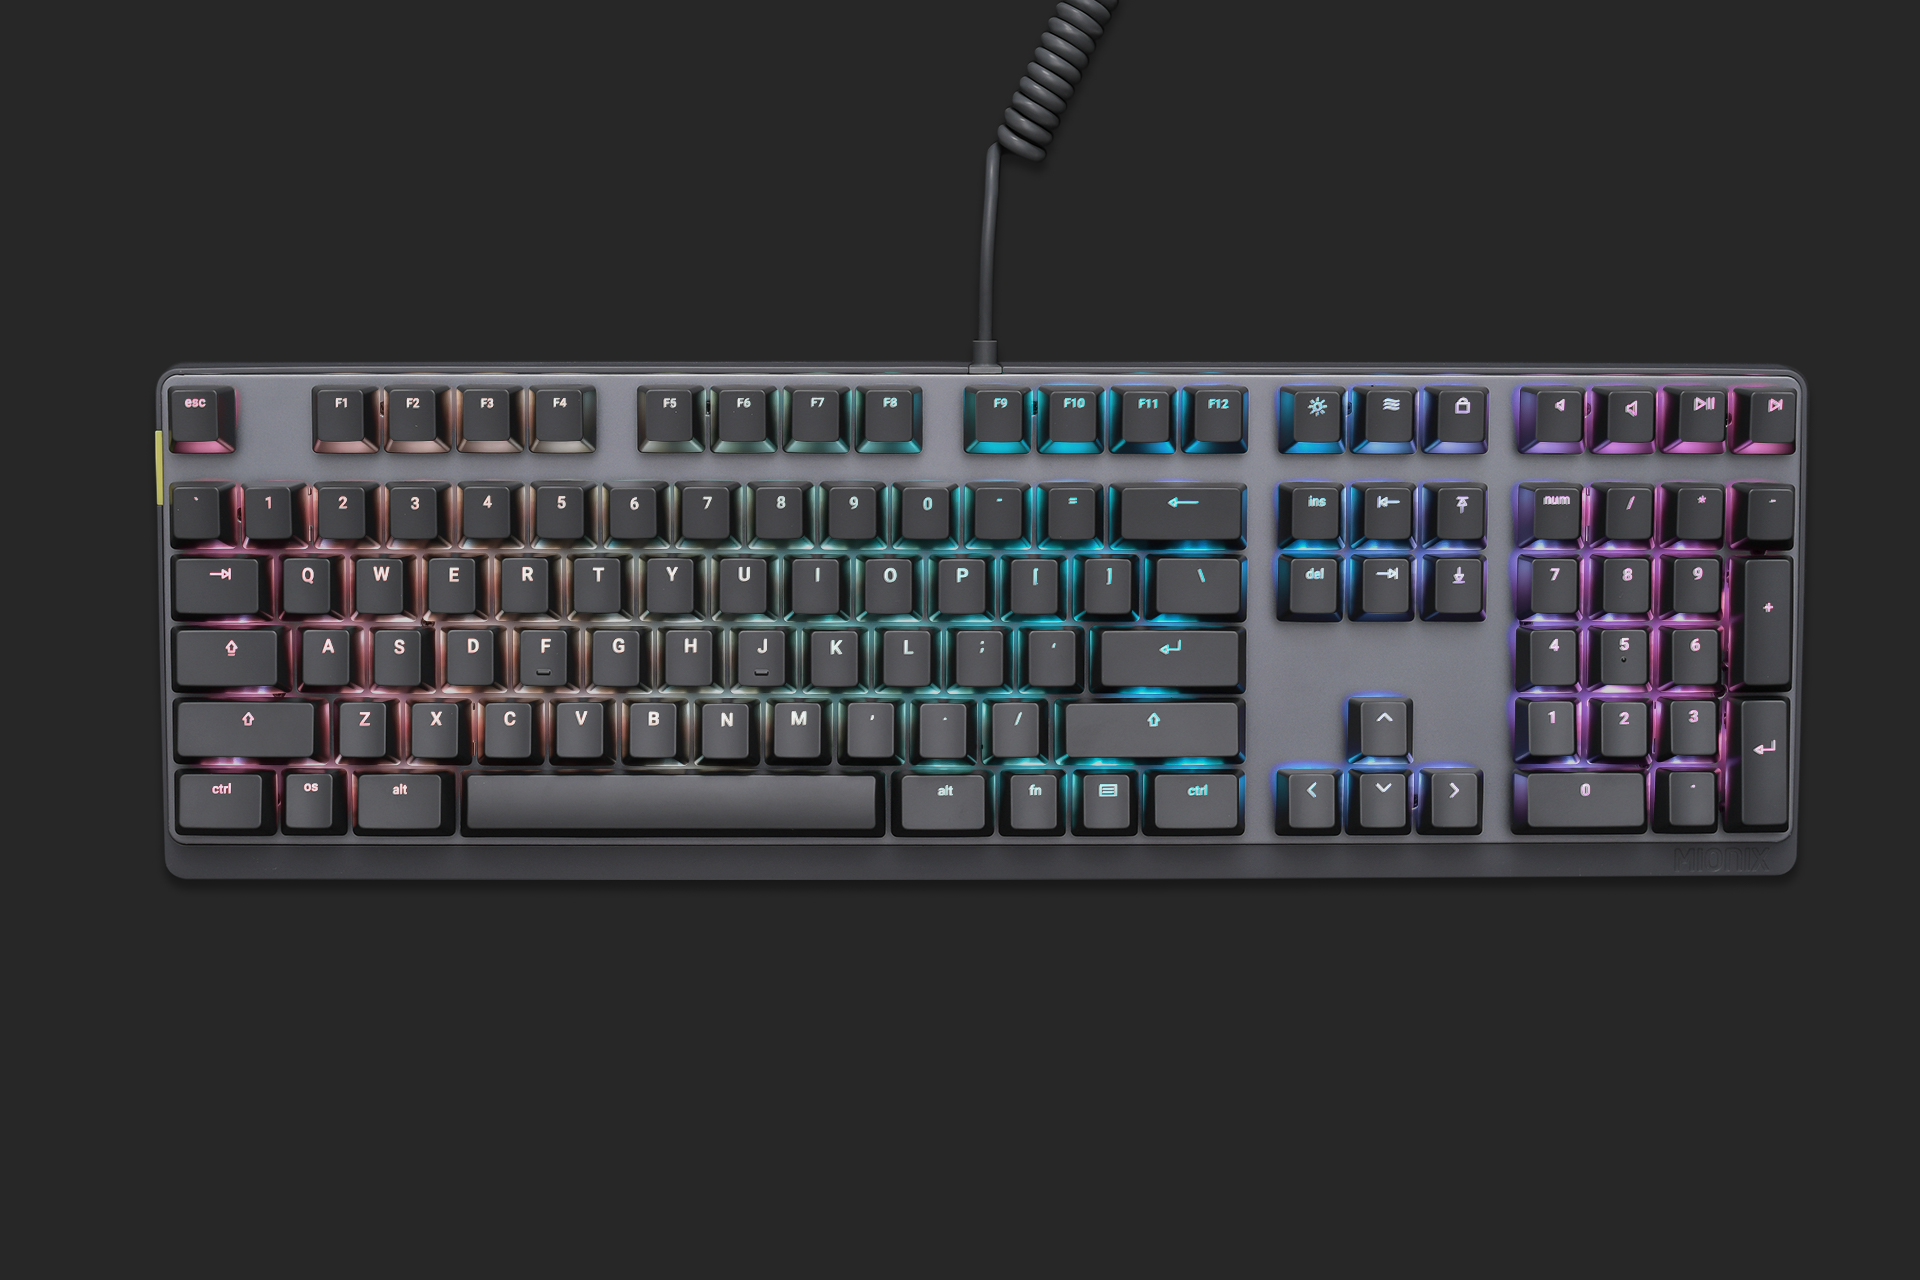 esc F1 F2 F3 F4 F5 F6 F7 F8 F9 F10 F11 F12
` 1 2 3 4 5 6 7 8 9 0 - = ins num / * -
Q W E R T Y U I O P [ ] \ del 7 8 9 +
A S D F G H J K L ; ' 4 5 6
Z X C V B N M , . / 1 2 3
ctrl os alt alt fn ctrl 0 .
MIONIX